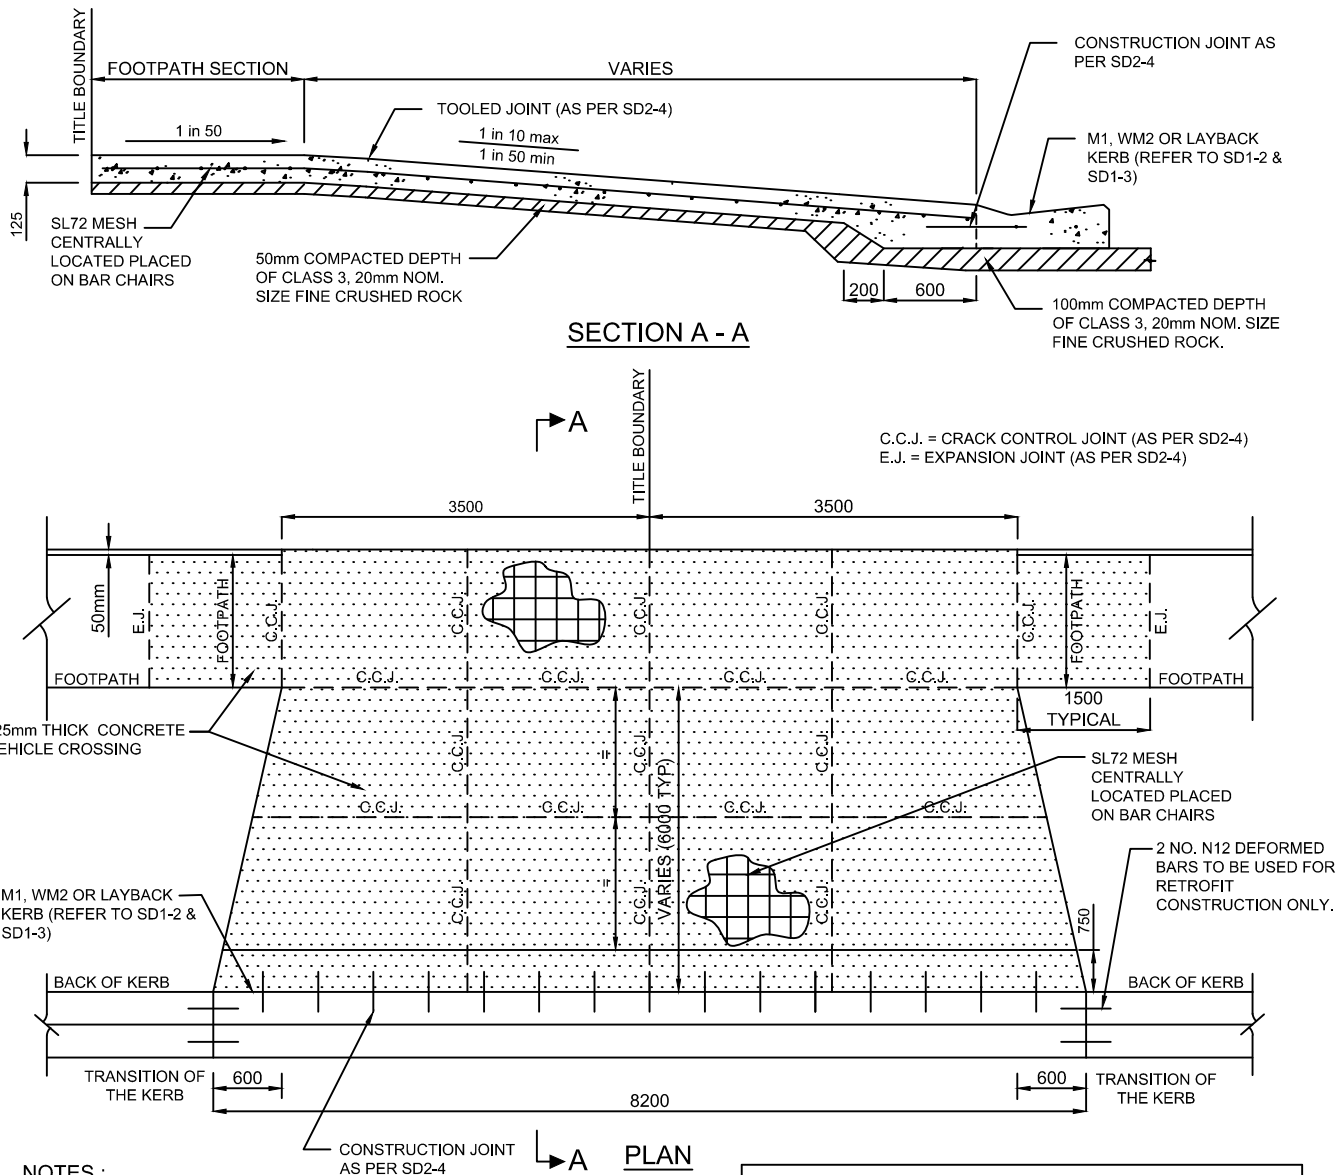 TITLE BOUNDARY
FOOTPATH SECTION
VARIES
CONSTRUCTION JOINT AS
PER SD2-4
TOOLED JOINT (AS PER SD2-4)
1 in 50
1 in 10 max
1 in 50 min
M1, WM2 OR LAYBACK
KERB (REFER TO SD1-2 &
SD1-3)
125
SL72 MESH
CENTRALLY
LOCATED PLACED
ON BAR CHAIRS
50mm COMPACTED DEPTH
OF CLASS 3, 20mm NOM.
SIZE FINE CRUSHED ROCK
200
600
100mm COMPACTED DEPTH
OF CLASS 3, 20mm NOM. SIZE
FINE CRUSHED ROCK.
SECTION A - A
A
TITLE BOUNDARY
C.C.J. = CRACK CONTROL JOINT (AS PER SD2-4)
E.J. = EXPANSION JOINT (AS PER SD2-4)
3500
3500
50mm
E.J.
FOOTPATH
C.C.J.
C.C.J.
C.C.J.
C.C.J.
C.C.J.
FOOTPATH
E.J.
FOOTPATH
C.C.J.
C.C.J.
C.C.J.
C.C.J.
FOOTPATH
1500
TYPICAL
25mm THICK CONCRETE
EHICLE CROSSING
C.C.J.
=
C.C.J.
VARIES (6000 TYP)
C.C.J.
SL72 MESH
CENTRALLY
LOCATED PLACED
ON BAR CHAIRS
C.C.J.
C.C.J.
C.C.J.
C.C.J.
2 NO. N12 DEFORMED
BARS TO BE USED FOR
RETROFIT
CONSTRUCTION ONLY.
M1, WM2 OR LAYBACK
KERB (REFER TO SD1-2 &
SD1-3)
C.C.J.
=
C.C.J.
C.C.J.
750
BACK OF KERB
BACK OF KERB
TRANSITION OF
THE KERB
600
600
TRANSITION OF
THE KERB
8200
CONSTRUCTION JOINT
AS PER SD2-4
A
PLAN
NOTES :